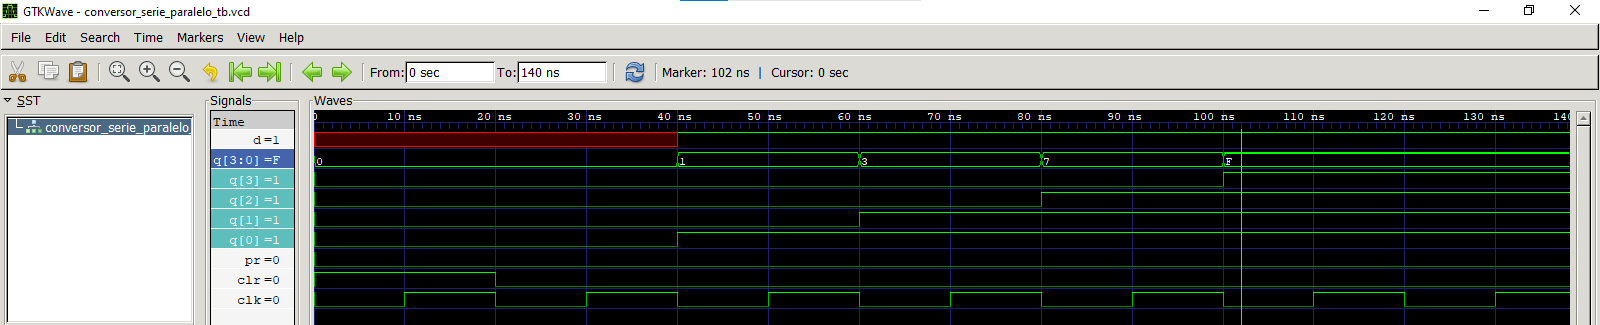 GTKWave - conversor_serie_paralelo_tb.vcd
File Edit Search Time Markers View Help
From: 0 sec To: 140 ns Marker: 102 ns | Cursor: 0 sec
SST
conversor_serie_paralelo_
Signals
Waves
Time
0 10 ns 20 ns 30 ns 40 ns 50 ns 60 ns 70 ns 80 ns 90 ns 100 ns 110 ns 120 ns 130 ns 140
d=1
q[3:0]=F
0 1 3 7 F
q[3]=1
q[2]=1
q[1]=1
q[0]=1
pr=0
clr=0
clk=0